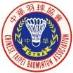 中華羽球協會
CHINESE TAIPEI BADMINTON ASSOCIATION